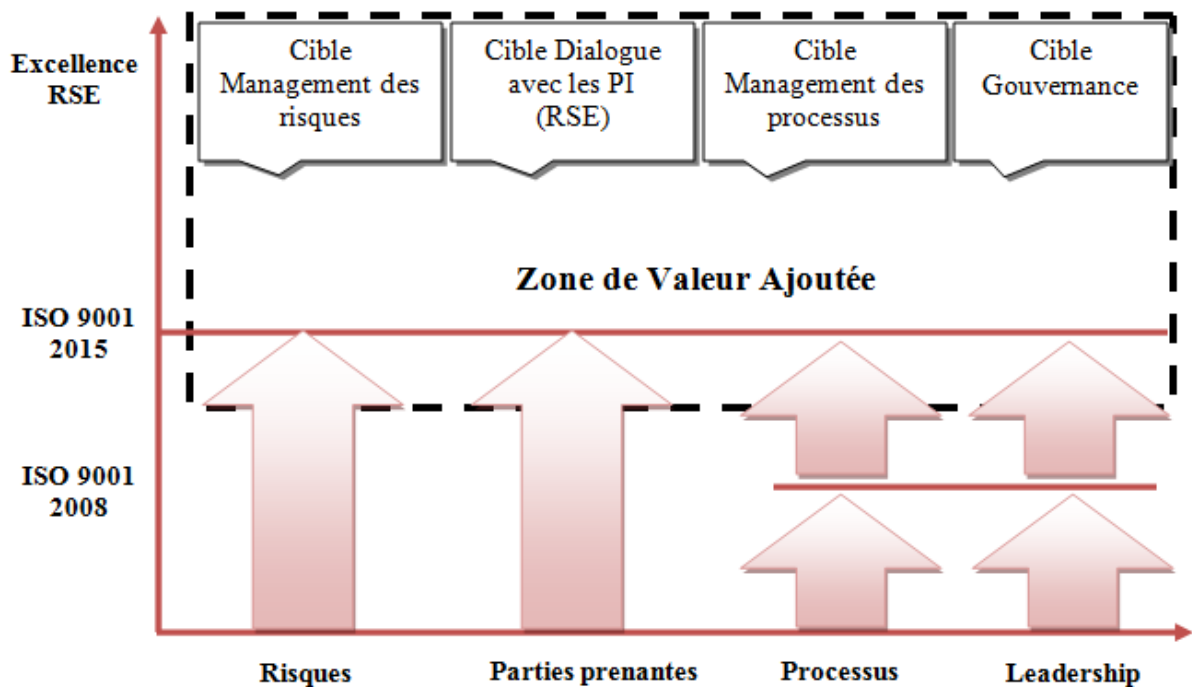 Excellence
RSE
Cible
Management des
risques
Cible Dialogue
avec les PI
(RSE)
Cible
Management des
processus
Cible
Gouvernance
Zone de Valeur Ajoutée
ISO 9001
2015
ISO 9001
2008
Risques
Parties prenantes
Processus
Leadership